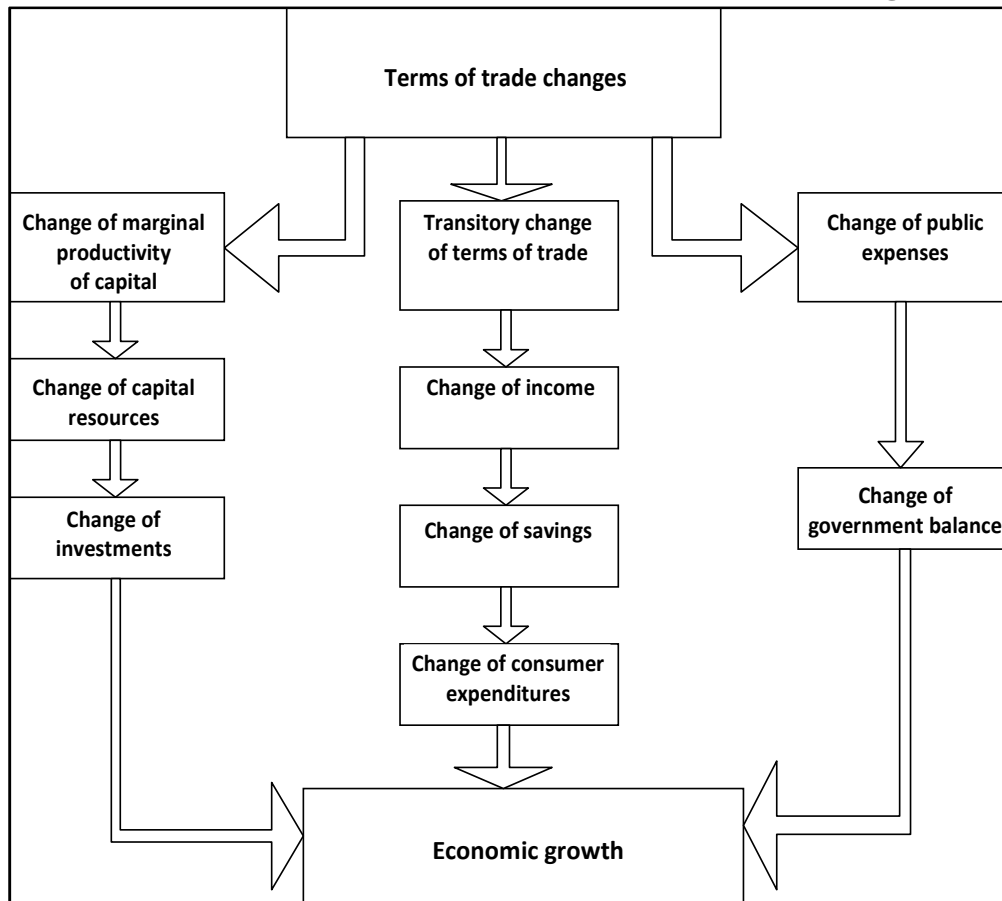 Terms of trade changes
Change of marginal
productivity
of capital
Transitory change
of terms of trade
Change of public
expenses
Change of capital
resources
Change of income
Change of
investments
Change of savings
Change of
government balance
Change of consumer
expenditures
Economic growth